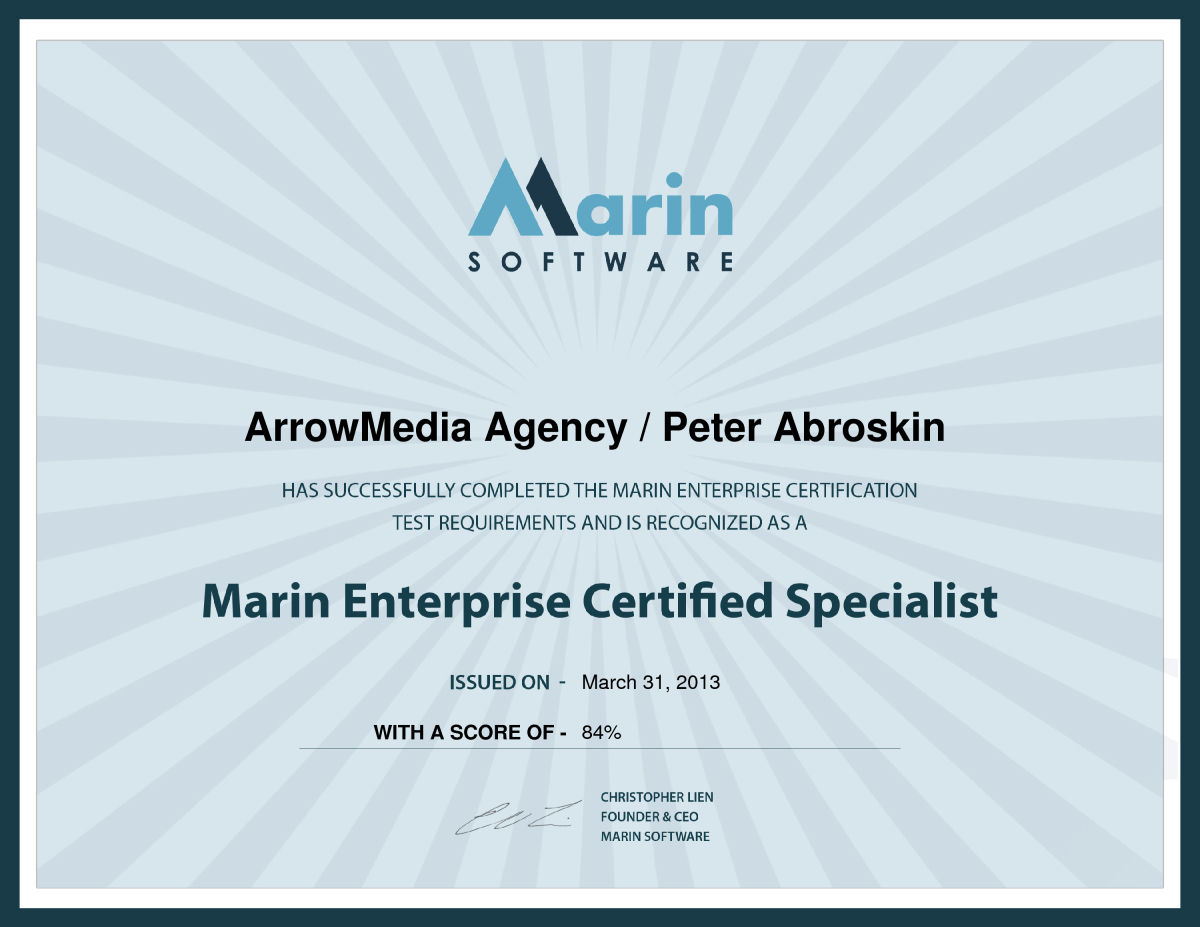 Marin
SOFTWARE
ArrowMedia Agency / Peter Abroskin
HAS SUCCESSFULLY COMPLETED THE MARIN ENTERPRISE CERTIFICATION
TEST REQUIREMENTS AND IS RECOGNIZED AS A
Marin Enterprise Certified Specialist
ISSUED ON - March 31, 2013
WITH A SCORE OF - 84%
CHRISTOPHER LIEN
FOUNDER & CEO
MARIN SOFTWARE